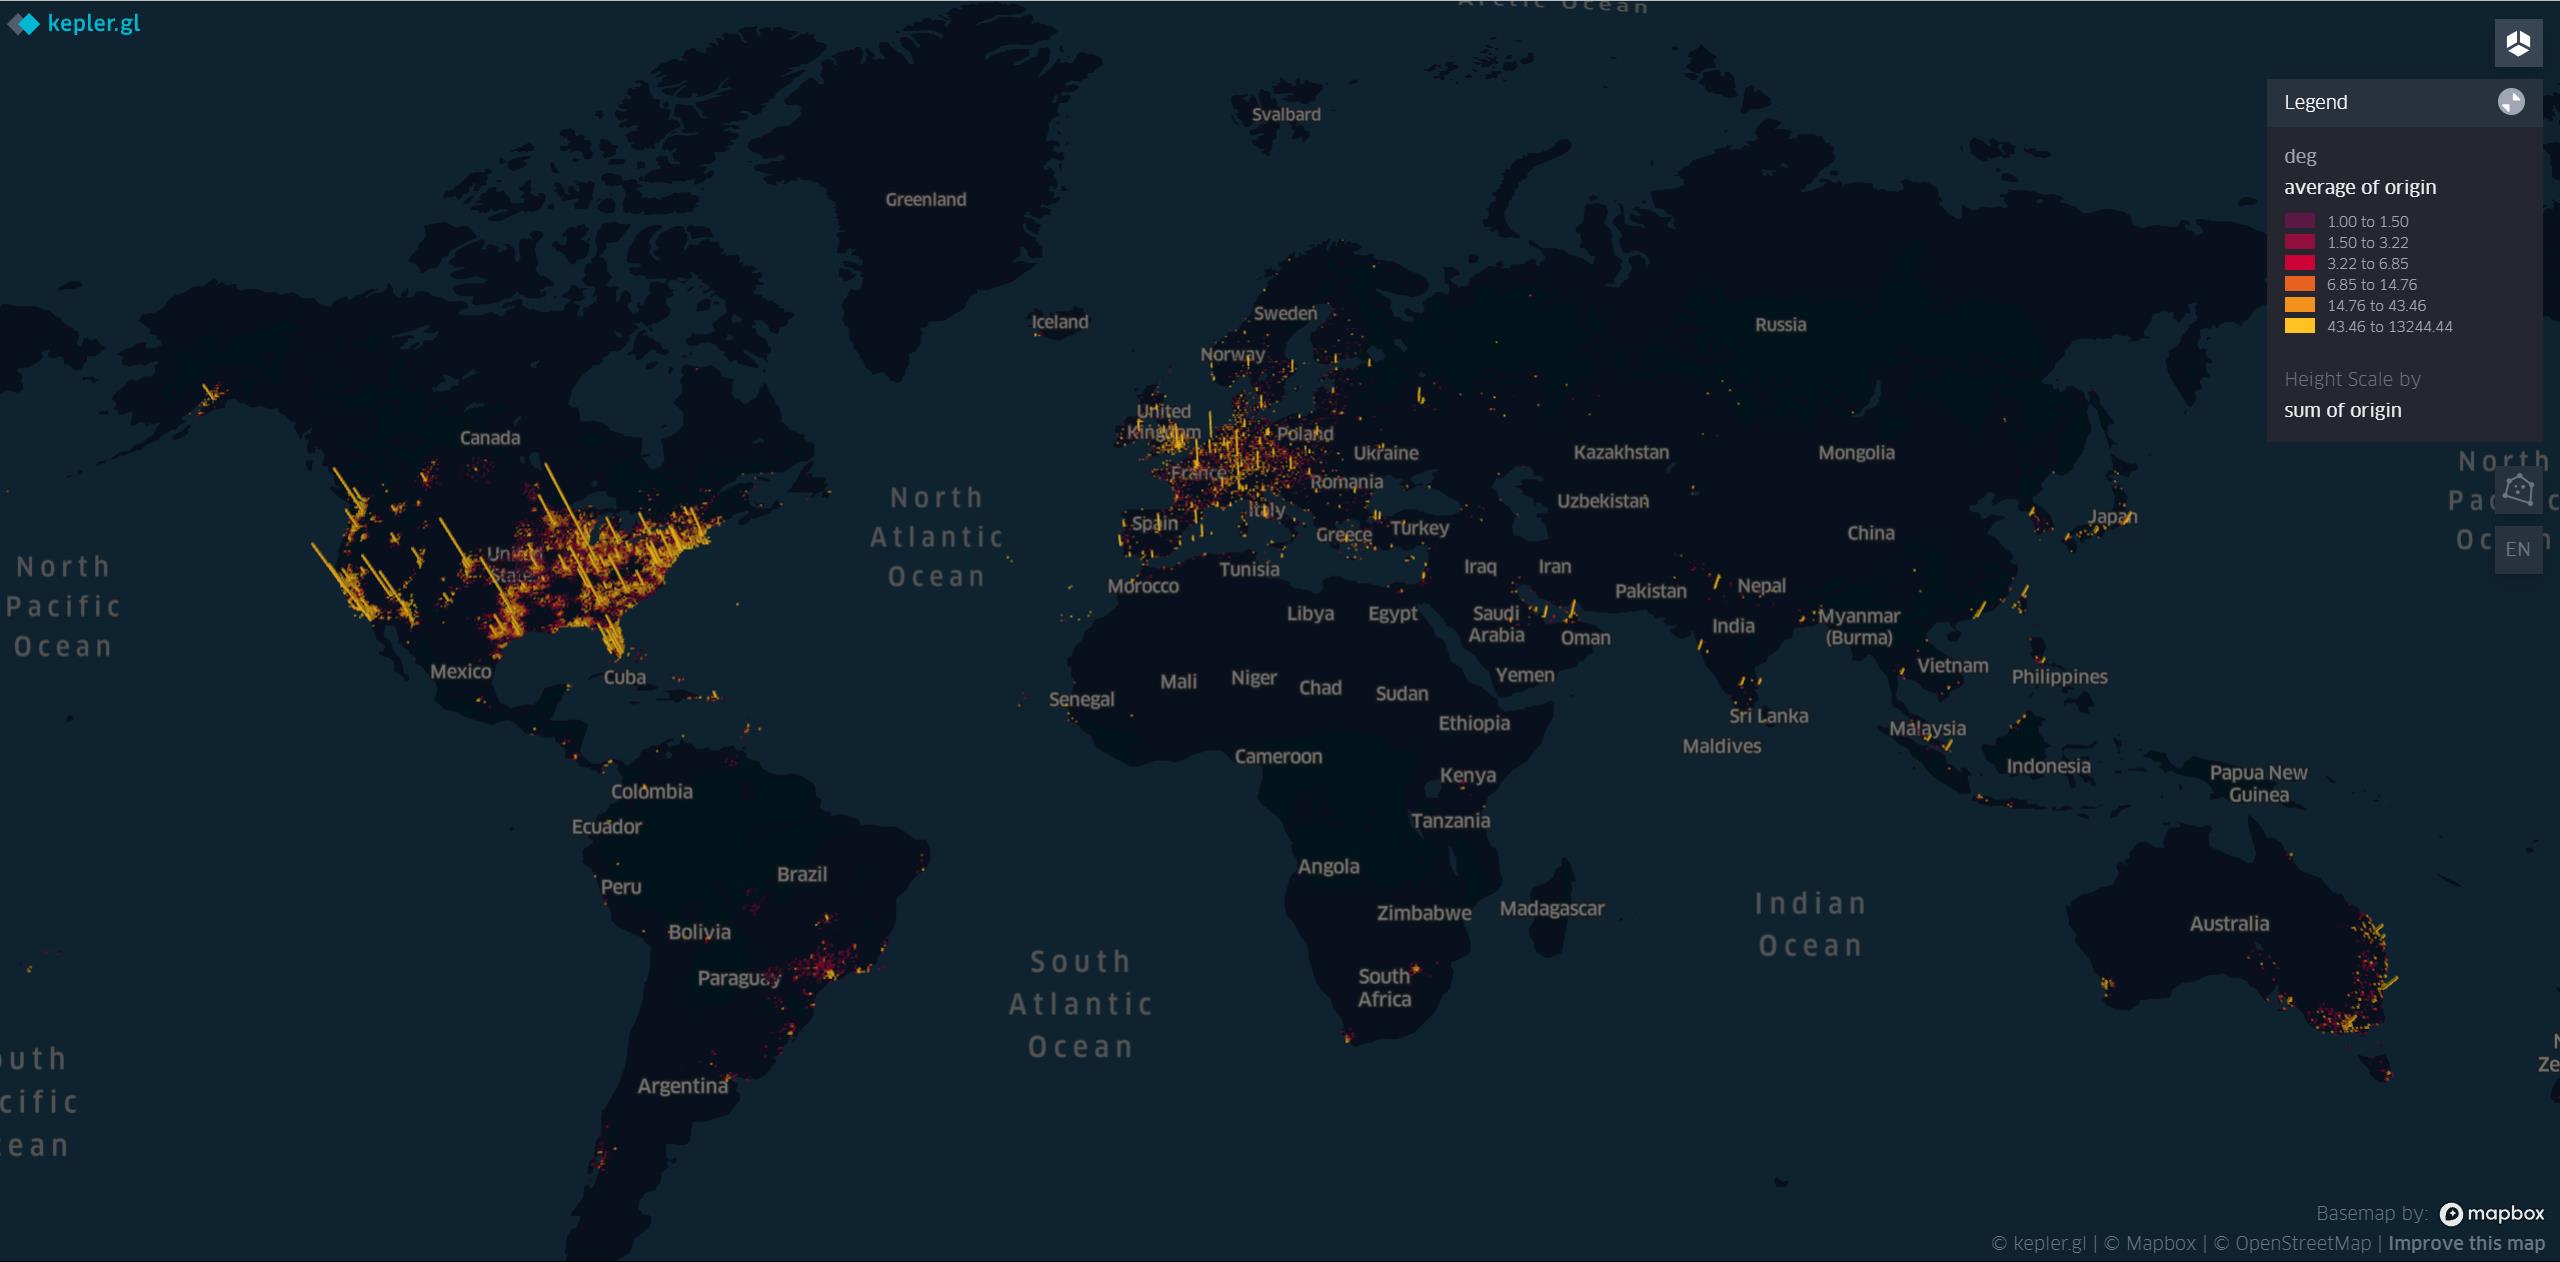 kepler.gl
Arctic Ocean
Svalbard
Greenland
Iceland
Sweden
Norway
Russia
United
Kingdom
Poland
Ukraine
France
Romania
Kazakhstan
Mongolia
Canada
Uzbekistan
Spain
Italy
Greece
Turkey
China
Japan
United
States
North
Atlantic
Ocean
North
Pacific
Ocean
Morocco
Tunisia
Iraq
Iran
Pakistan
Nepal
Libya
Egypt
Saudi
Arabia
Oman
India
Myanmar
(Burma)
Mexico
Cuba
Senegal
Mali
Niger
Chad
Sudan
Yemen
Vietnam
Philippines
Ethiopia
Sri Lanka
Maldives
Malaysia
Cameroon
Kenya
Indonesia
Papua New
Guinea
Colombia
Ecuador
Tanzania
Brazil
Peru
Angola
Bolivia
Zimbabwe
Madagascar
Indian
Ocean
Australia
Paraguay
South
Africa
South
Atlantic
Ocean
Argentina
outh
cific
ean
Legend
deg
average of origin
1.00 to 1.50
1.50 to 3.22
3.22 to 6.85
6.85 to 14.76
14.76 to 43.46
43.46 to 13244.44
Height Scale by
sum of origin
North
EN
Ze
Basemap by: mapbox
© kepler.gl | © Mapbox | © OpenStreetMap | Improve this map